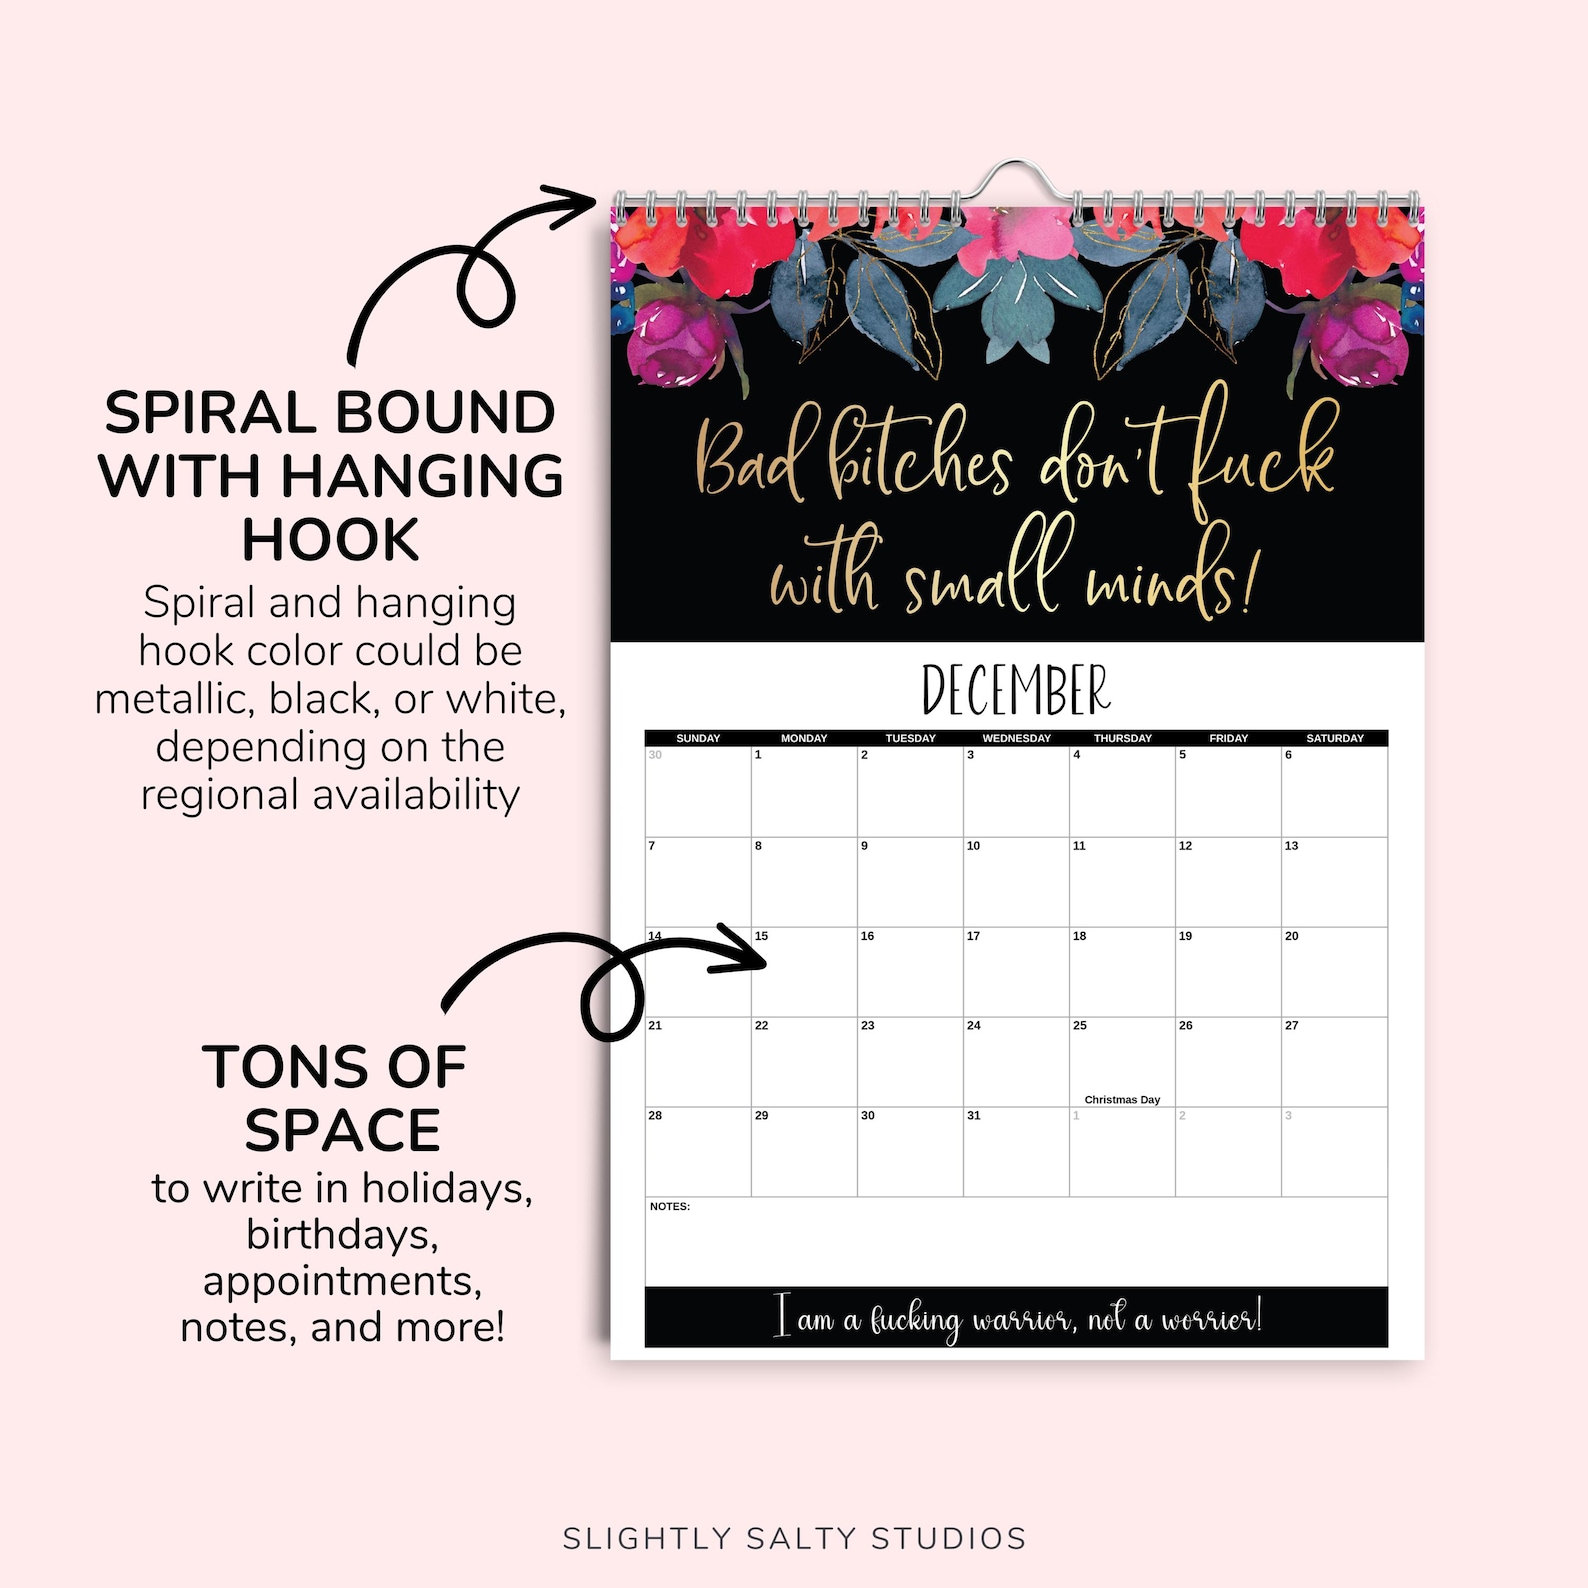 SPIRAL BOUND
WITH HANGING
HOOK
Spiral and hanging
hook color could be
metallic, black, or white,
depending on the
regional availability
TONS OF
SPACE
to write in holidays,
birthdays,
appointments,
notes, and more!
Bad bitches don't fuck
with small minds!
DECEMBER
SUNDAY MONDAY TUESDAY WEDNESDAY THURSDAY FRIDAY SATURDAY
30 1 2 3 4 5 6
7 8 9 10 11 12 13
14 15 16 17 18 19 20
21 22 23 24 25 26 27
Christmas Day
28 29 30 31 1 2 3
NOTES:
I am a fucking warrior, not a worrier!
SLIGHTLY SALTY STUDIOS